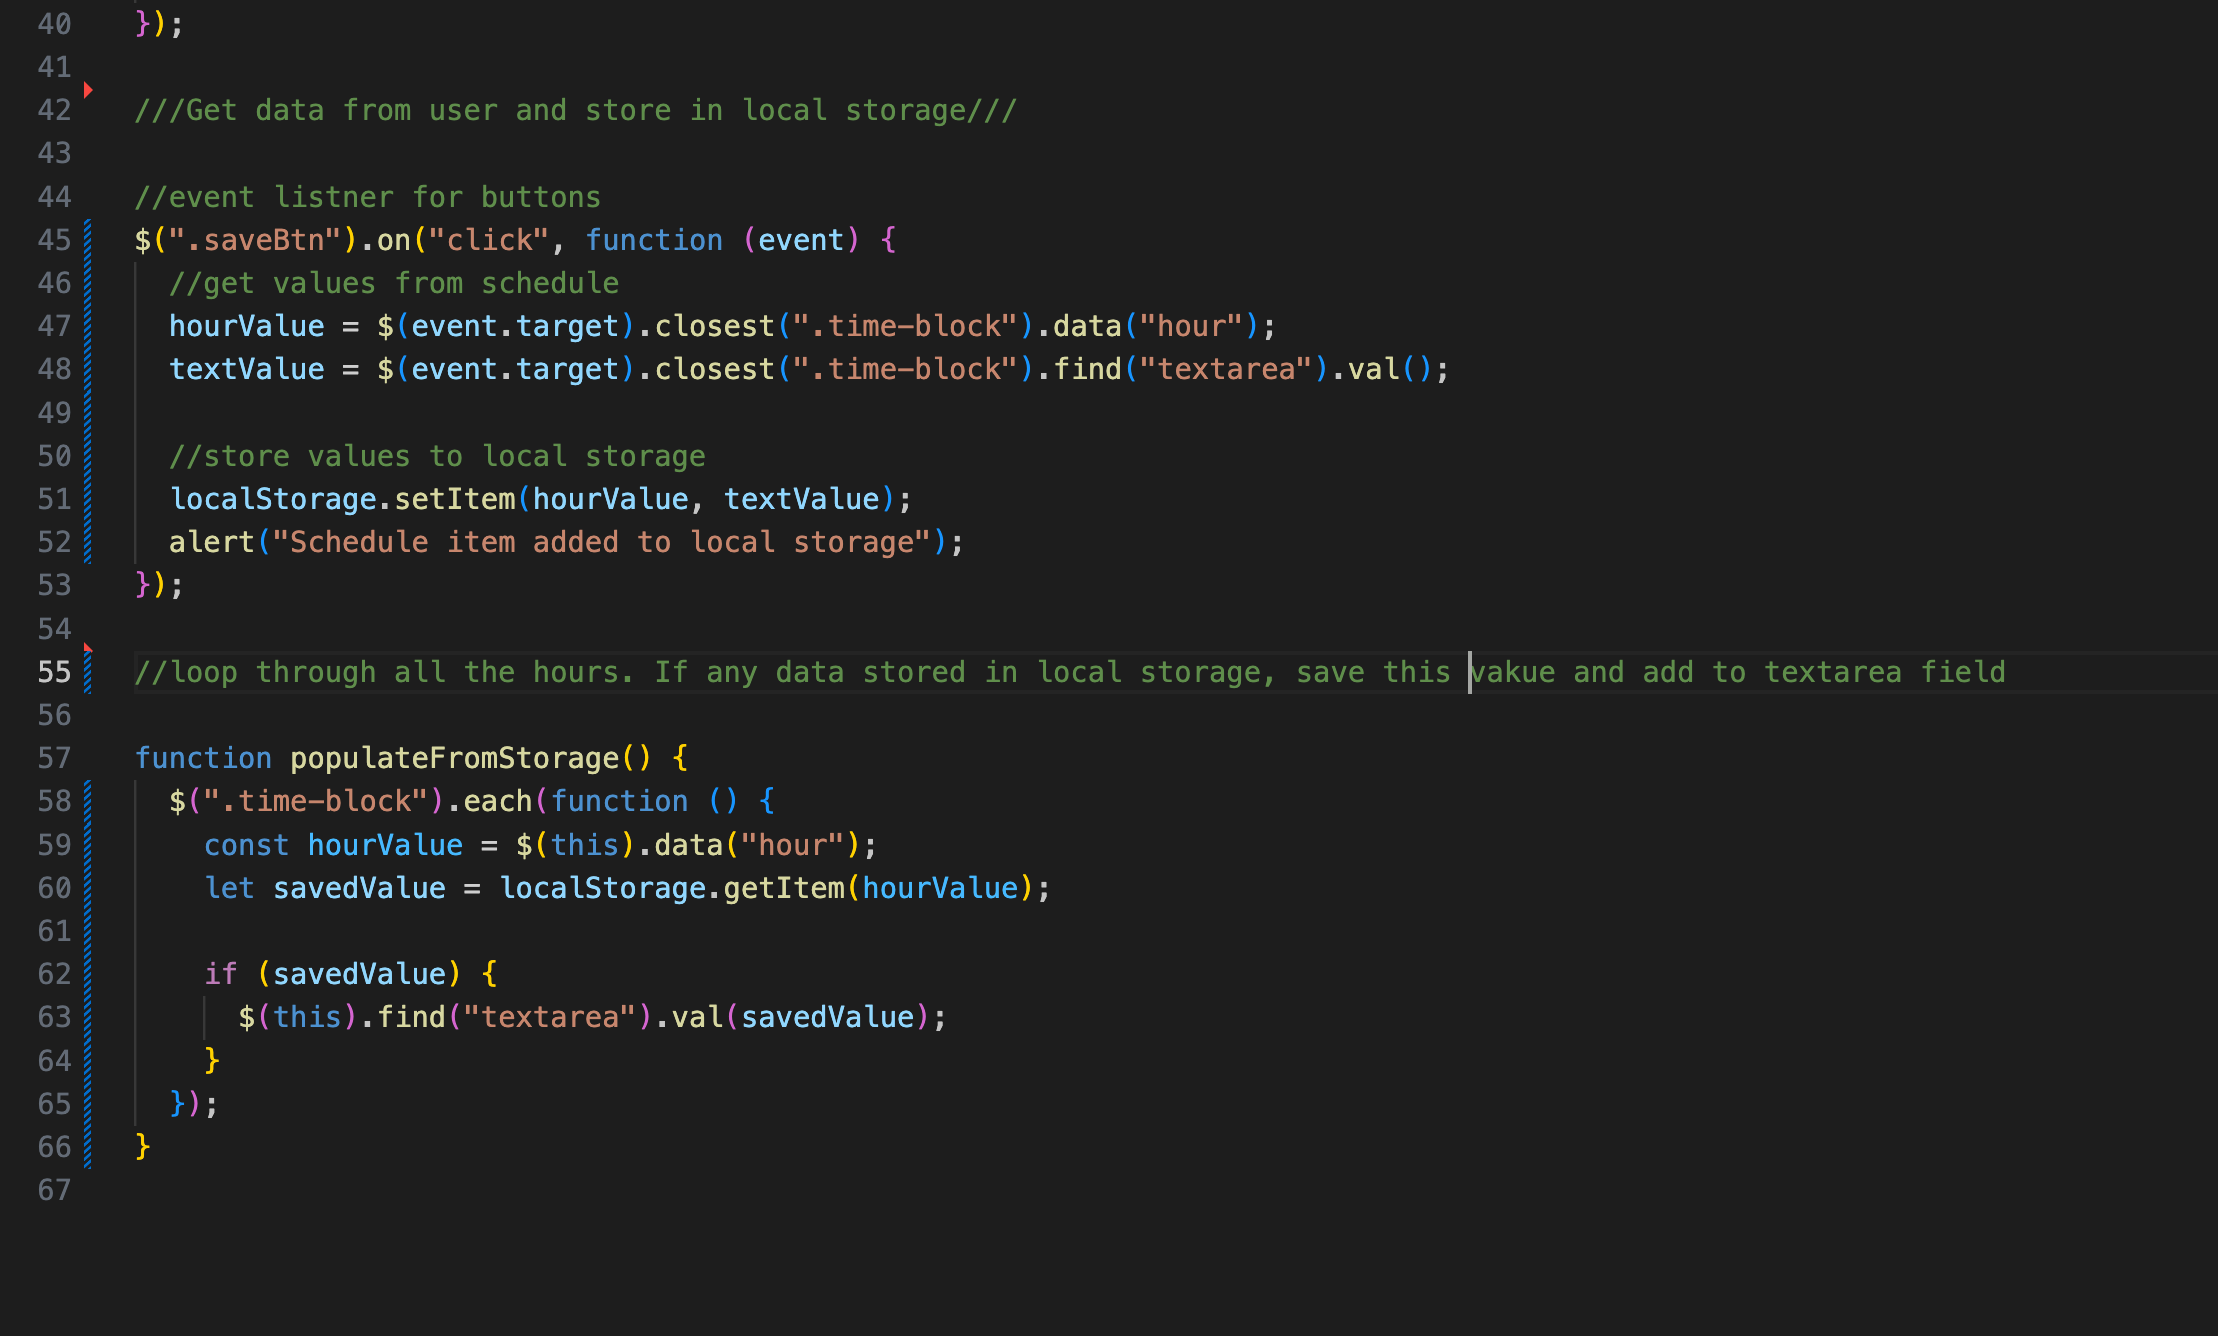 40 });
41
42 ///Get data from user and store in local storage///
43
44 //event listner for buttons
45 $(".saveBtn").on("click", function (event) {
46   //get values from schedule
47   hourValue = $(event.target).closest(".time-block").data("hour");
48   textValue = $(event.target).closest(".time-block").find("textarea").val();
49
50   //store values to local storage
51   localStorage.setItem(hourValue, textValue);
52   alert("Schedule item added to local storage");
53 });
54
55 //loop through all the hours. If any data stored in local storage, save this vakue and add to textarea field
56
57 function populateFromStorage() {
58   $(".time-block").each(function () {
59     const hourValue = $(this).data("hour");
60     let savedValue = localStorage.getItem(hourValue);
61
62     if (savedValue) {
63       $(this).find("textarea").val(savedValue);
64     }
65   });
66 }
67